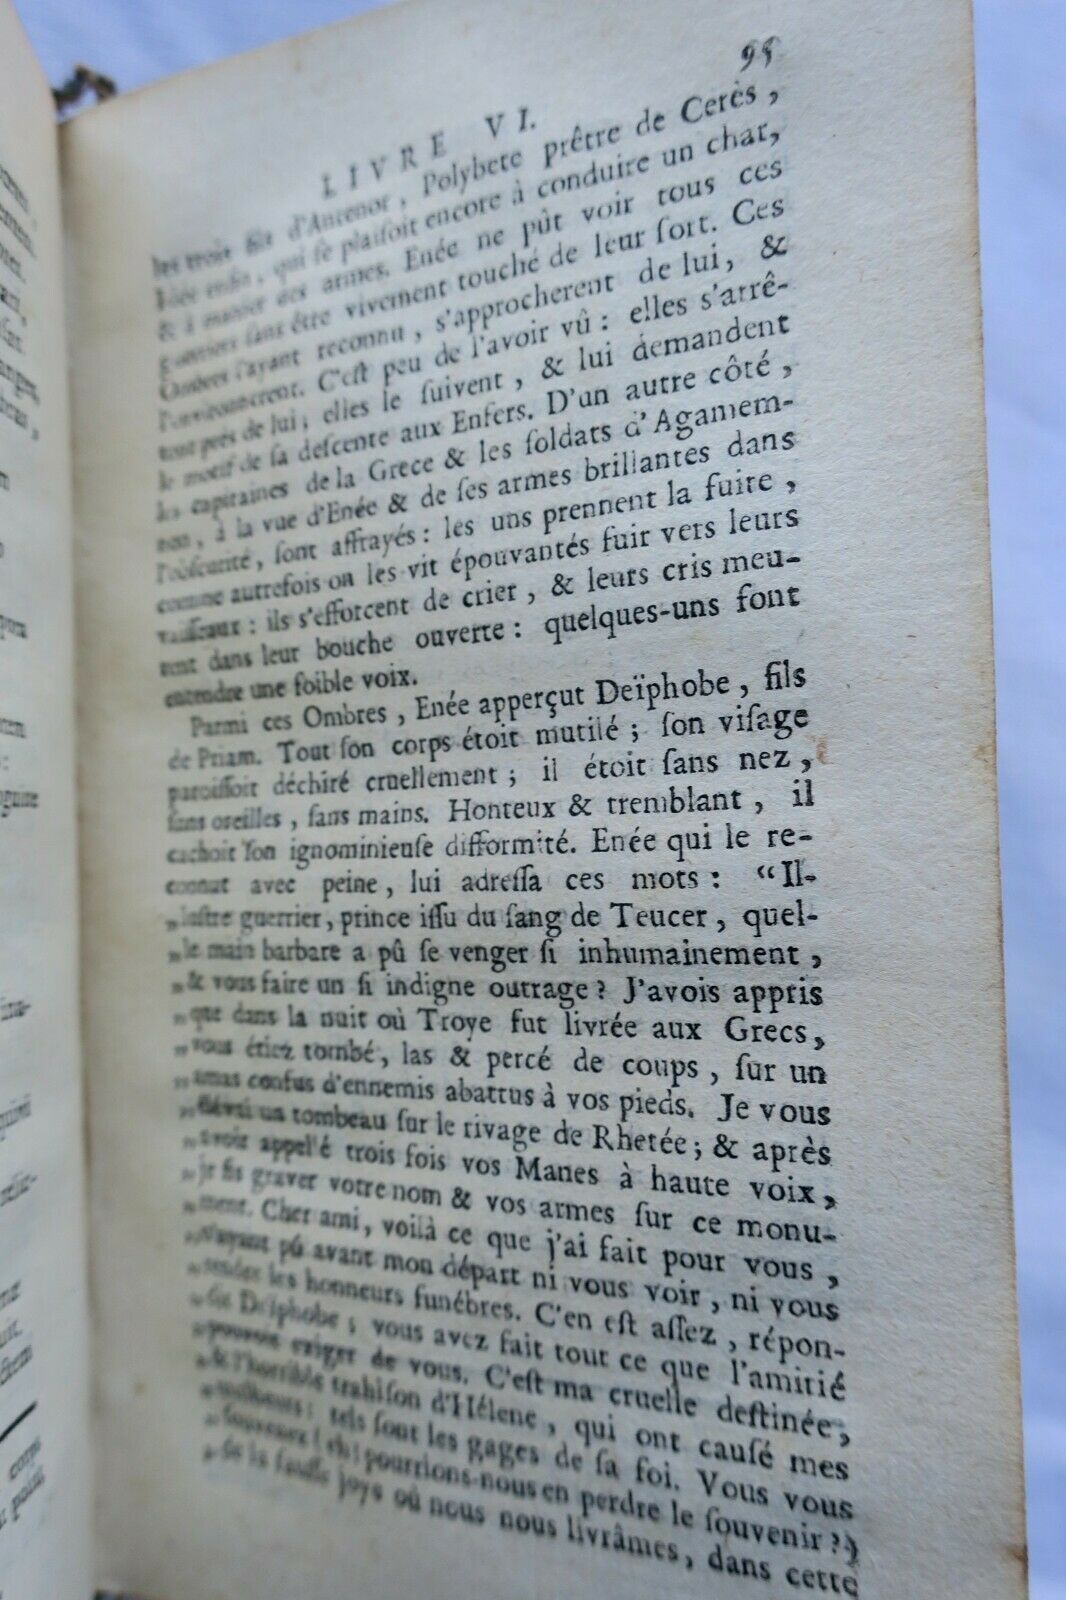 95
LIVRE VI.
les trois fils d'Antenor, Polybete prêtre de Cerès,
Idée enfin, qui ſe plaiſoit encore à conduire un char,
& à manier des armes. Enée ne pût voir tous ces
guerriers ſans être vivement touché de leur ſort. Ces
Ombres l'ayant reconnu, s'approcherent de lui, &
l'environnerent. C'eſt peu de l'avoir vû : elles s'arrê-
tout près de lui; elles le ſuivent, & lui demandent
le motif de ſa deſcente aux Enfers. D'un autre côté,
les capitaines de la Grece & les ſoldats d'Agamem-
non, à la vue d'Enée & de ſes armes brillantes dans
l'obſcurité, ſont affrayés : les uns prennent la fuite,
comme autrefois on les vit épouvantés fuir vers leurs
vaiſſeaux : ils s'efforcent de crier, & leurs cris meu-
rent dans leur bouche ouverte : quelques-uns font
entendre une foible voix.
Parmi ces Ombres, Enée apperçut Deïphobe, fils
de Priam. Tout ſon corps étoit mutilé; ſon viſage
paroiſſoit déchiré cruellement; il étoit ſans nez,
ſans oreilles, ſans mains. Honteux & tremblant, il
cachoit ſon ignominieuſe difformité. Enée qui le re-
connut avec peine, lui adreſſa ces mots : “Il-
„luſtre guerrier, prince iſſu du ſang de Teucer, quel-
„le main barbare a pû ſe venger ſi inhumainement,
„& vous faire un ſi indigne outrage? J'avois appris
„que dans la nuit où Troye fut livrée aux Grecs,
„vous étiez tombé, las & percé de coups, ſur un
„amas confus d'ennemis abattus à vos pieds. Je vous
„élevai un tombeau ſur le rivage de Rhetée; & après
„avoir appel'é trois fois vos Manes à haute voix,
„je fis graver votre nom & vos armes ſur ce monu-
„ment. Cher ami, voilà ce que j'ai fait pour vous,
„n'ayant pû avant mon départ ni vous voir, ni vous
„rendre les honneurs funébres. C'en eſt aſſez, répon-
„dit Deïphobe; vous avez fait tout ce que l'amitié
„pouvoit exiger de vous. C'eſt ma cruelle deſtinée,
„& l'horrible trahiſon d'Hélene, qui ont cauſé mes
„malheurs; tels ſont les gages de ſa foi. Vous vous
„ſouvenez (eh! pourrions-nous en perdre le ſouvenir?)
„de la fauſſe joye où nous nous livrâmes, dans cette